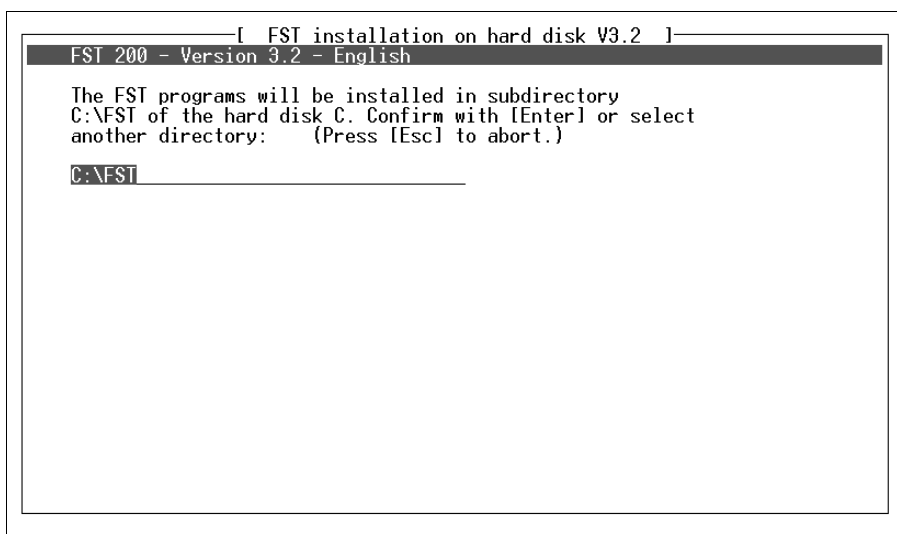 [ FST installation on hard disk V3.2 ]
FST 200 - Version 3.2 - English
The FST programs will be installed in subdirectory
C:\FST of the hard disk C. Confirm with [Enter] or select
another directory: (Press [Esc] to abort.)
C:\FST